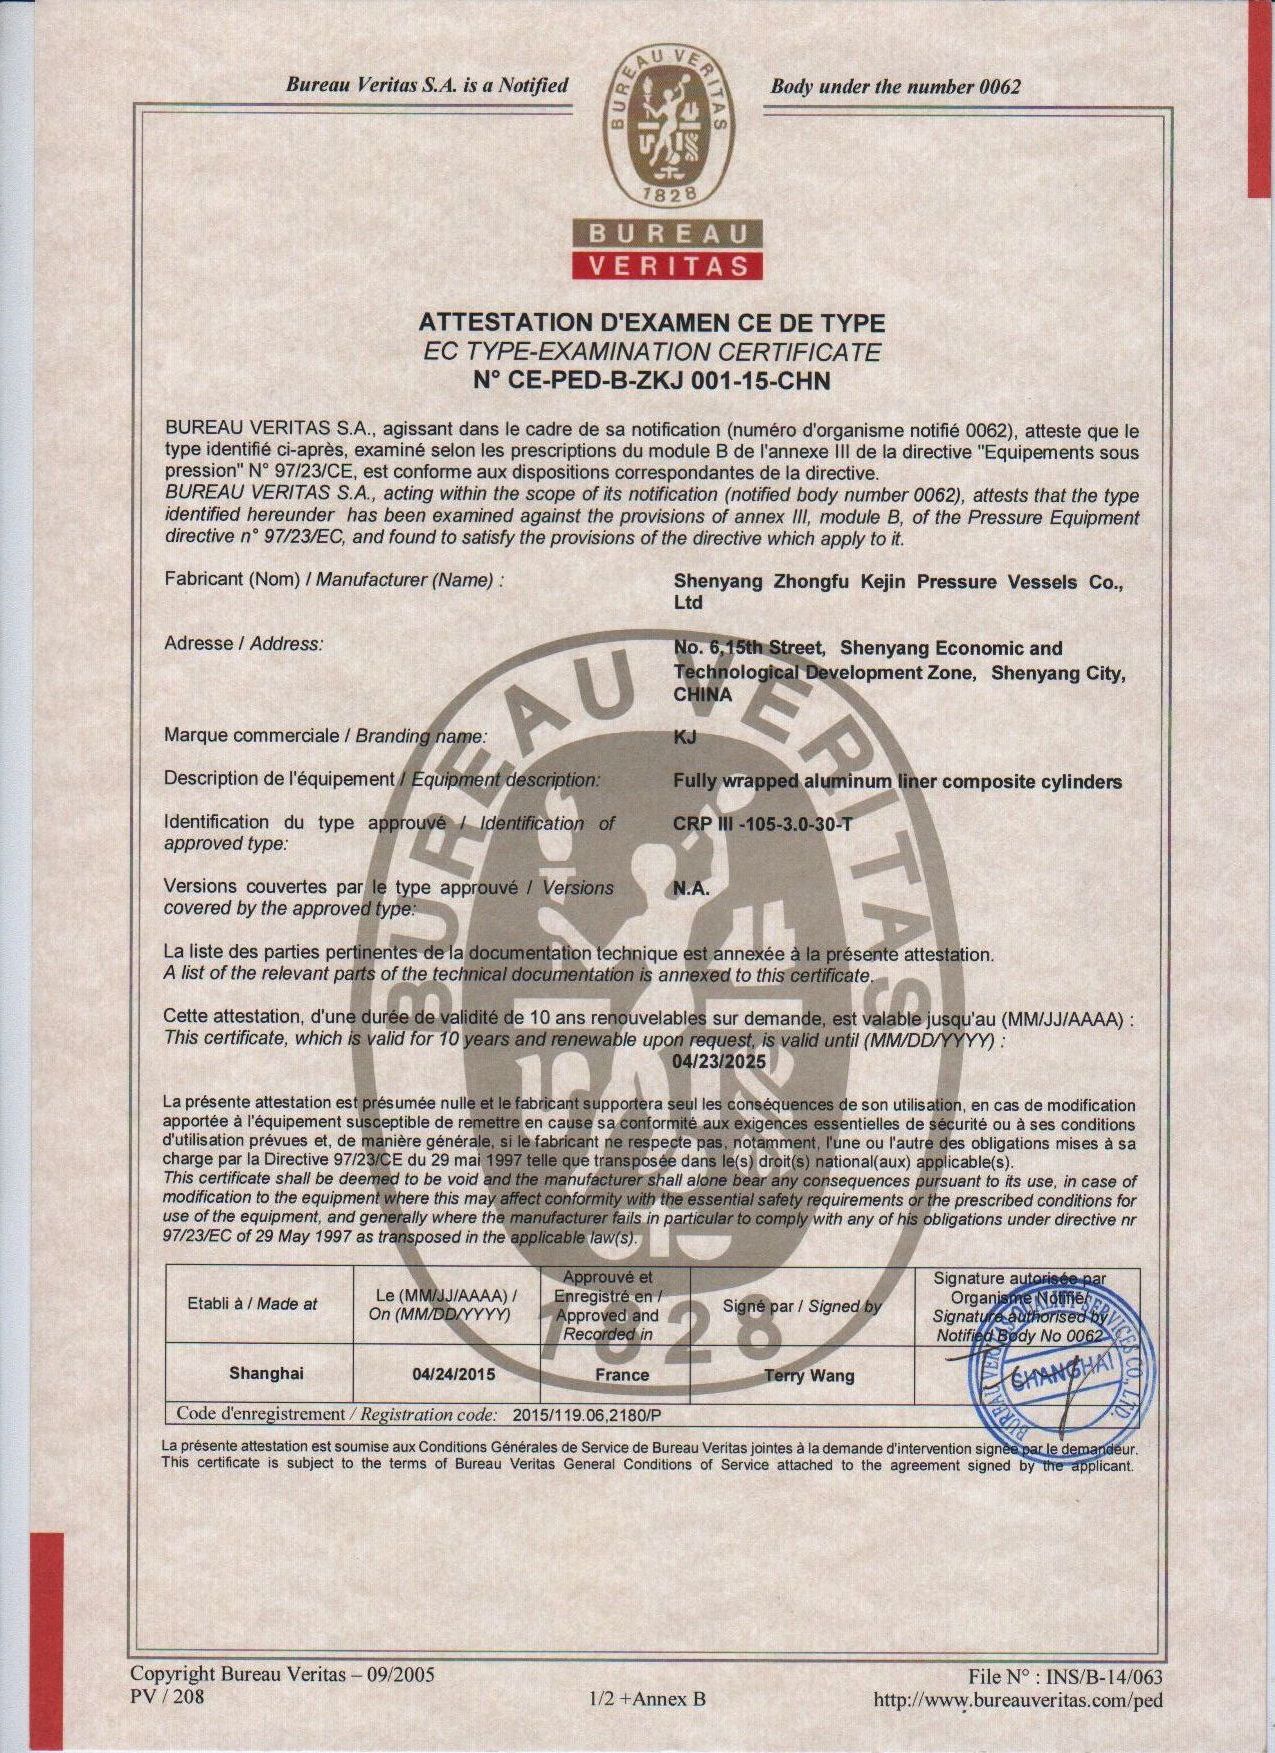 Bureau Veritas S.A. is a Notified
Body under the number 0062
BUREAU VERITAS
1828
BUREAU
VERITAS
ATTESTATION D'EXAMEN CE DE TYPE
EC TYPE-EXAMINATION CERTIFICATE
N° CE-PED-B-ZKJ 001-15-CHN
BUREAU VERITAS S.A., agissant dans le cadre de sa notification (numéro d'organisme notifié 0062), atteste que le
type identifié ci-après, examiné selon les prescriptions du module B de l'annexe III de la directive "Equipements sous
pression" N° 97/23/CE, est conforme aux dispositions correspondantes de la directive.
BUREAU VERITAS S.A., acting within the scope of its notification (notified body number 0062), attests that the type
identified hereunder has been examined against the provisions of annex III, module B, of the Pressure Equipment
directive n° 97/23/EC, and found to satisfy the provisions of the directive which apply to it.
Fabricant (Nom) / Manufacturer (Name) :
Shenyang Zhongfu Kejin Pressure Vessels Co.,
Ltd
Adresse / Address:
No. 6,15th Street, Shenyang Economic and
Technological Development Zone, Shenyang City,
CHINA
Marque commerciale / Branding name:
KJ
Description de l'équipement / Equipment description:
Fully wrapped aluminum liner composite cylinders
Identification du type approuvé / Identification of
approved type:
CRP III -105-3.0-30-T
Versions couvertes par le type approuvé / Versions
covered by the approved type:
N.A.
La liste des parties pertinentes de la documentation technique est annexée à la présente attestation.
A list of the relevant parts of the technical documentation is annexed to this certificate.
Cette attestation, d'une durée de validité de 10 ans renouvelables sur demande, est valable jusqu'au (MM/JJ/AAAA) :
This certificate, which is valid for 10 years and renewable upon request, is valid until (MM/DD/YYYY) :
04/23/2025
La présente attestation est présumée nulle et le fabricant supportera seul les conséquences de son utilisation, en cas de modification
apportée à l'équipement susceptible de remettre en cause sa conformité aux exigences essentielles de sécurité ou à ses conditions
d'utilisation prévues et, de manière générale, si le fabricant ne respecte pas, notamment, l'une ou l'autre des obligations mises à sa
charge par la Directive 97/23/CE du 29 mai 1997 telle que transposée dans le(s) droit(s) national(aux) applicable(s).
This certificate shall be deemed to be void and the manufacturer shall alone bear any consequences pursuant to its use, in case of
modification to the equipment where this may affect conformity with the essential safety requirements or the prescribed conditions for
use of the equipment, and generally where the manufacturer fails in particular to comply with any of his obligations under directive nr
97/23/EC of 29 May 1997 as transposed in the applicable law(s).
BUREAU VERITAS
1828
Etabli à / Made at
Le (MM/JJ/AAAA) /
On (MM/DD/YYYY)
Approuvé et
Enregistré en /
Approved and
Recorded in
Signé par / Signed by
Signature autorisée par
Organisme Notifié/
Signature authorised by
Notified Body No 0062
Shanghai
04/24/2015
France
Terry Wang
BUREAU VERITAS QUALITY SERVICES CO., LTD.
SHANGHAI
Code d'enregistrement / Registration code: 2015/119.06,2180/P
La présente attestation est soumise aux Conditions Générales de Service de Bureau Veritas jointes à la demande d'intervention signée par le demandeur.
This certificate is subject to the terms of Bureau Veritas General Conditions of Service attached to the agreement signed by the applicant.
Copyright Bureau Veritas – 09/2005
PV / 208
1/2 +Annex B
File N° : INS/B-14/063
http://www.bureauveritas.com/ped